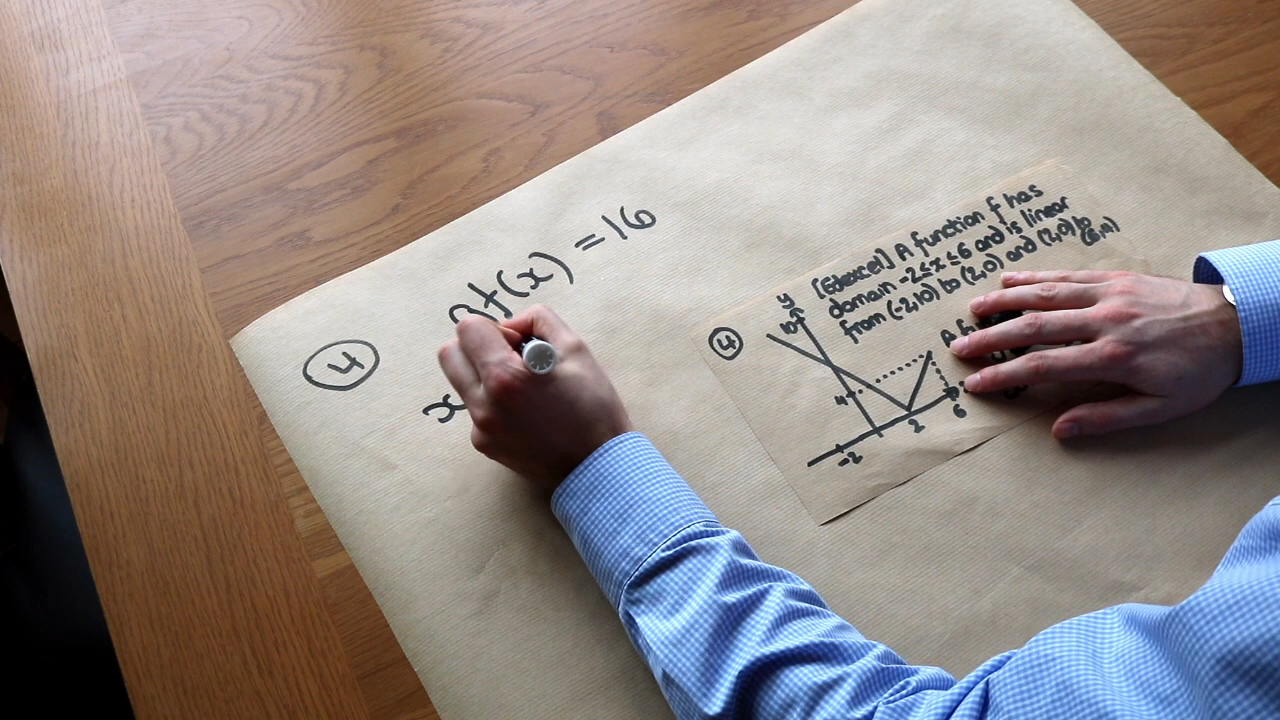 4
gf(x) = 16
x
4
[Edexcel] A function f has
domain -2≤x≤6 and is linear
from (-2,10) to (2,0) and (2,0) to
(6,4)
y
10
4
-2
2
6
A